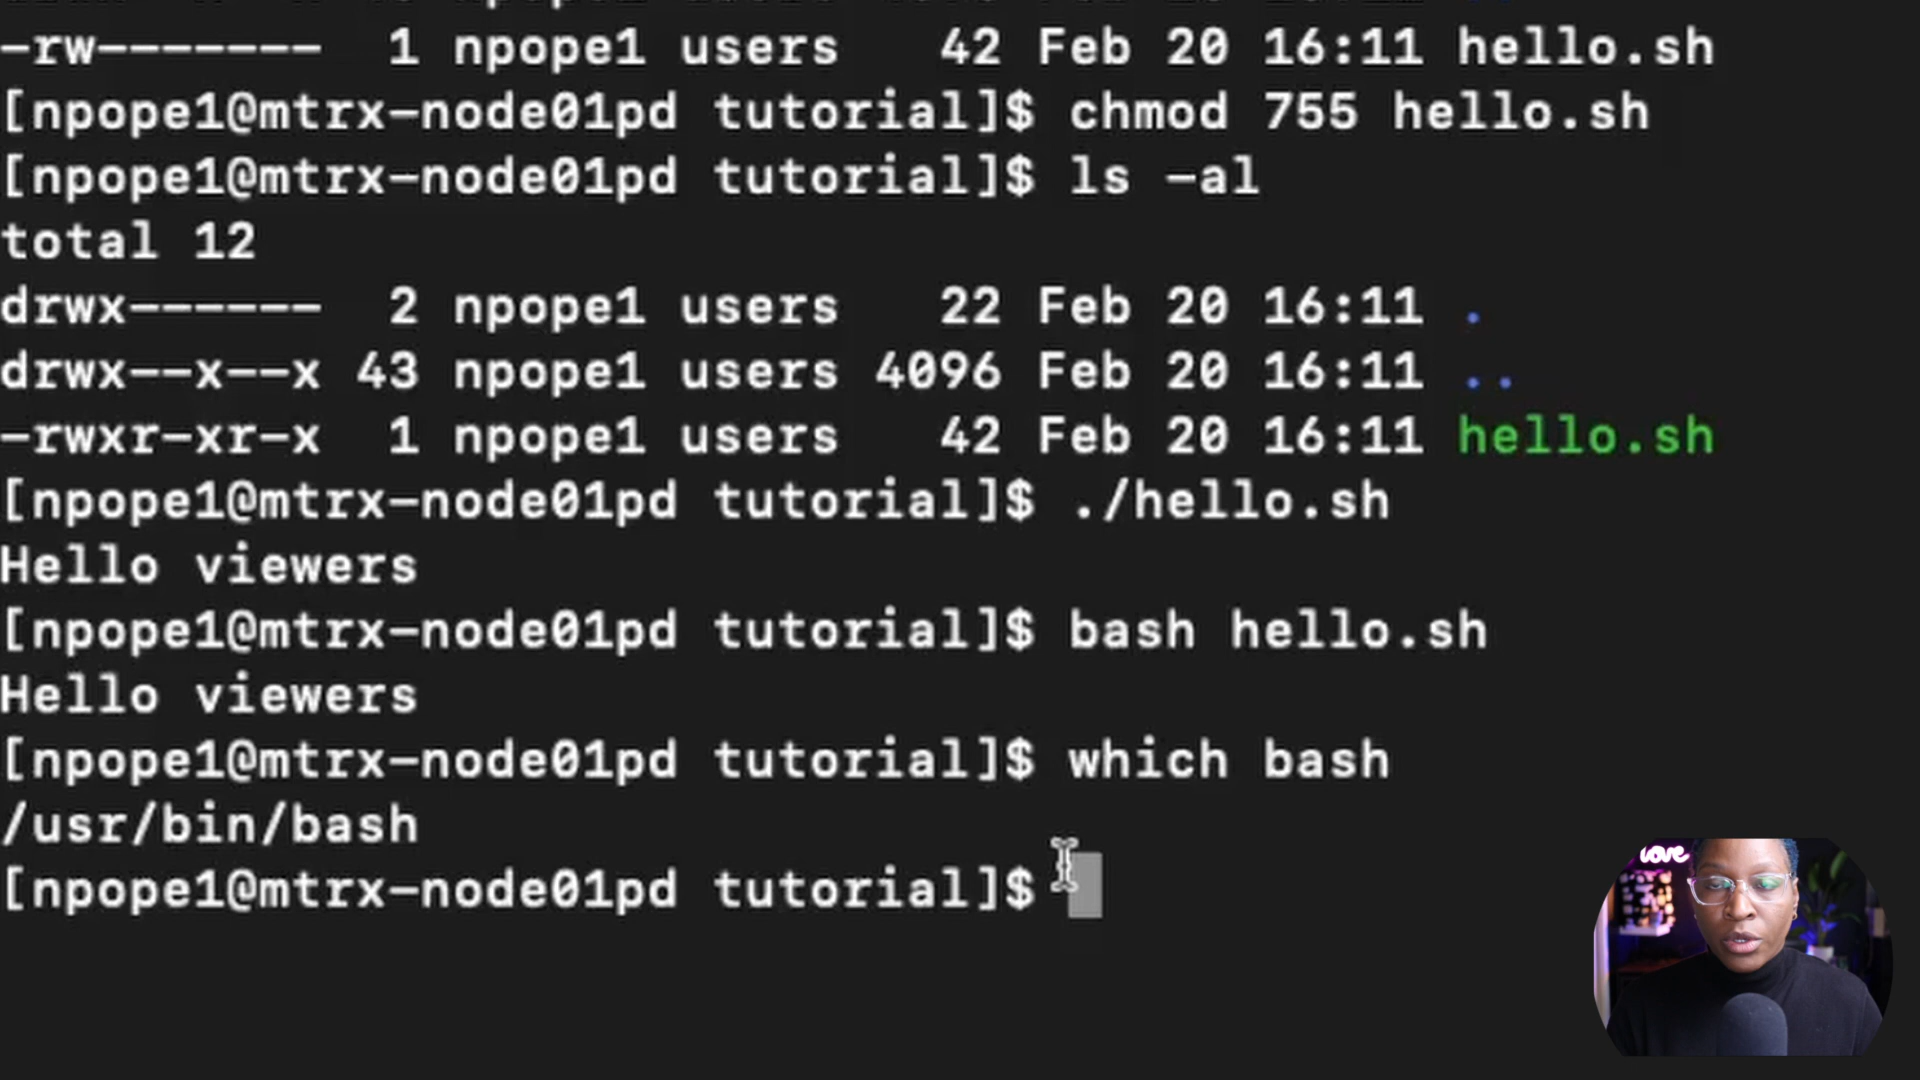 -rw------- 1 npope1 users 42 Feb 20 16:11 hello.sh
[npope1@mtrx-node01pd tutorial]$ chmod 755 hello.sh
[npope1@mtrx-node01pd tutorial]$ ls -al
total 12
drwx------ 2 npope1 users 22 Feb 20 16:11 .
drwx--x--x 43 npope1 users 4096 Feb 20 16:11 ..
-rwxr-xr-x 1 npope1 users 42 Feb 20 16:11 hello.sh
[npope1@mtrx-node01pd tutorial]$ ./hello.sh
Hello viewers
[npope1@mtrx-node01pd tutorial]$ bash hello.sh
Hello viewers
[npope1@mtrx-node01pd tutorial]$ which bash
/usr/bin/bash
[npope1@mtrx-node01pd tutorial]$
love